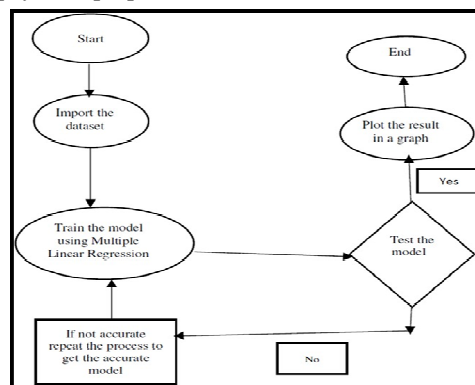 Start
Import the
dataset
Train the model
using Multiple
Linear Regression
If not accurate
repeat the process to
get the accurate
model
End
Plot the result
in a graph
Yes
Test the
model
No